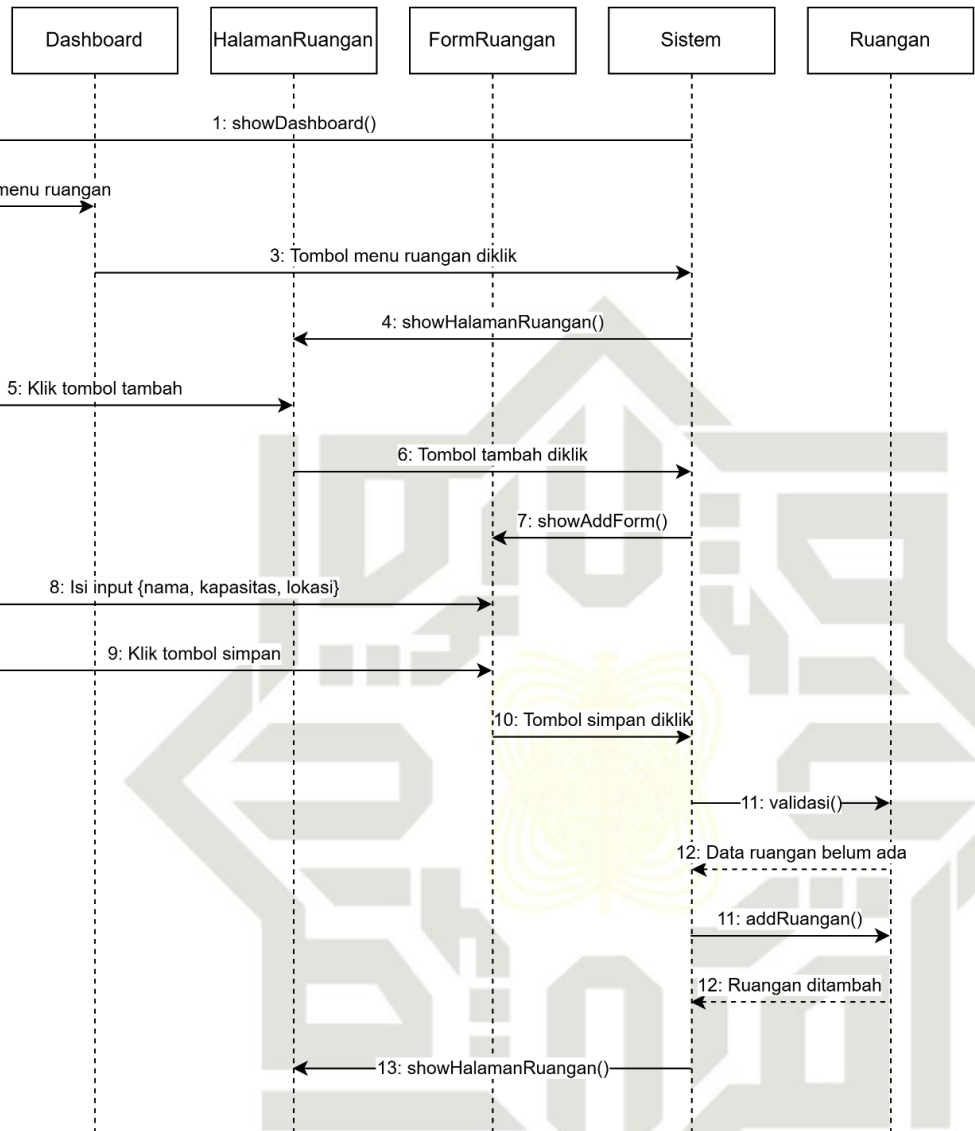 Dashboard
HalamanRuangan
FormRuangan
Sistem
Ruangan
1: showDashboard()
menu ruangan
3: Tombol menu ruangan diklik
4: showHalamanRuangan()
5: Klik tombol tambah
6: Tombol tambah diklik
7: showAddForm()
8: Isi input {nama, kapasitas, lokasi}
9: Klik tombol simpan
10: Tombol simpan diklik
11: validasi()
12: Data ruangan belum ada
11: addRuangan()
12: Ruangan ditambah
13: showHalamanRuangan()